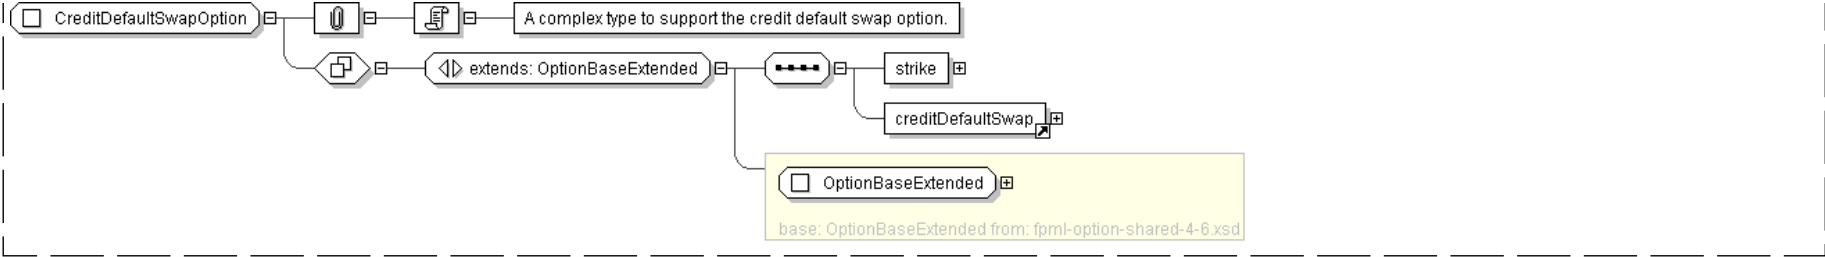 CreditDefaultSwapOption
A complex type to support the credit default swap option.
extends: OptionBaseExtended
strike
creditDefaultSwap
OptionBaseExtended
base: OptionBaseExtended from: fpml-option-shared-4-6.xsd